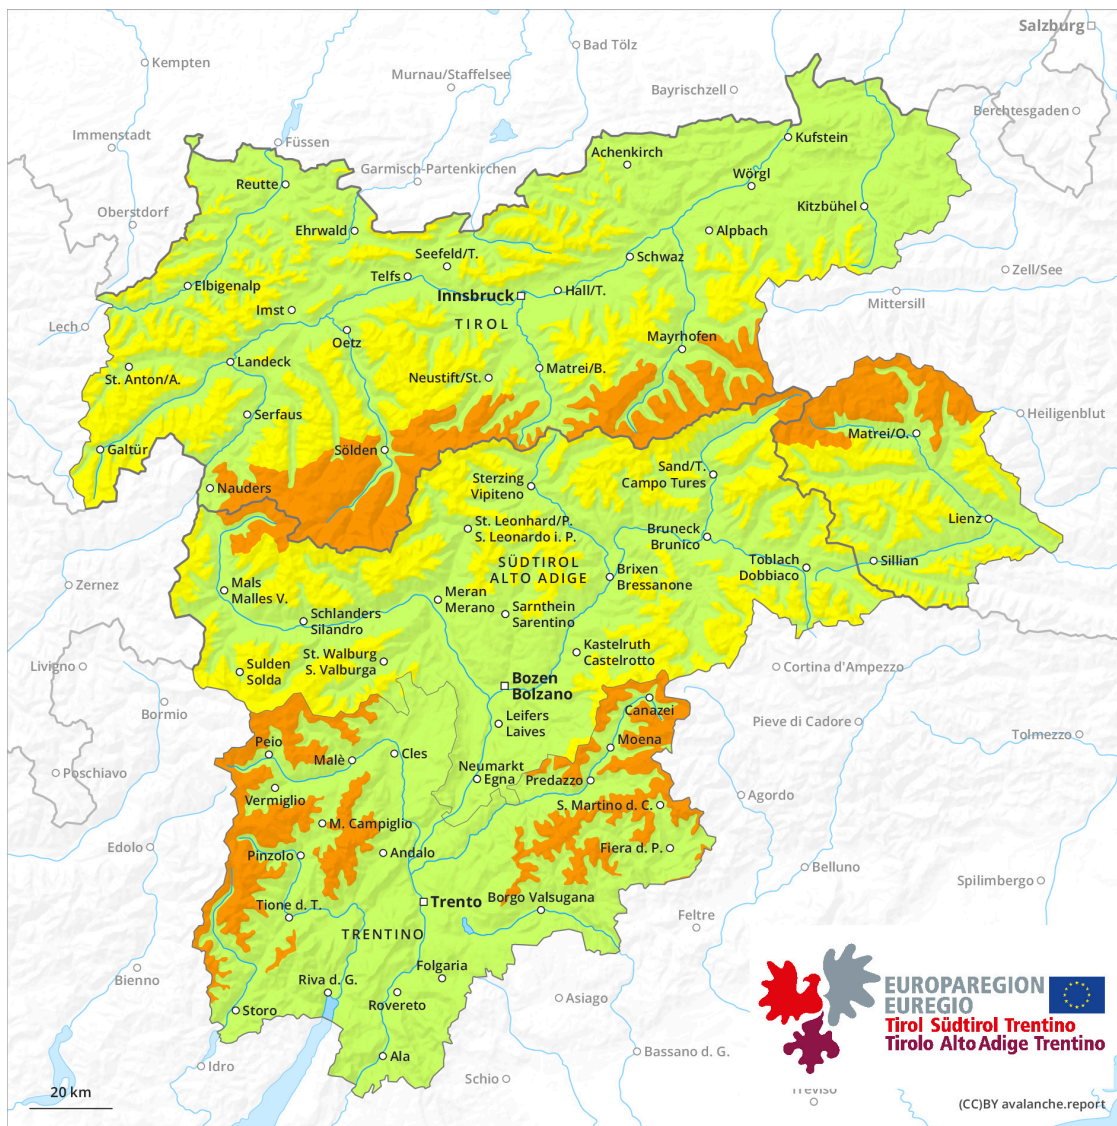 Salzburg
Bad Tölz
Kempten
Murnau/Staffelsee
Bayrischzell
Berchtesgaden
Immenstadt
Füssen
Kufstein
Achenkirch
Garmisch-Partenkirchen
Wörgl
Reutte
Oberstdorf
Kitzbühel
Ehrwald
Alpbach
Seefeld/T.
Schwaz
Zell/See
Telfs
Elbigenalp
Hall/T.
Innsbruck
Mittersill
Imst
TIROL
Lech
Oetz
Mayrhofen
Landeck
Matrei/B.
St. Anton/A.
Neustift/St.
Serfaus
Heiligenblut
Matrei/O.
Galtür
Sölden
Sand/T.
Campo Tures
Sterzing
Vipiteno
Nauders
St. Leonhard/P.
S. Leonardo i. P.
Lienz
Bruneck
Brunico
SÜDTIROL
ALTO ADIGE
Toblach
Dobbiaco
Sillian
Brixen
Bressanone
Zernez
Mals
Malles V.
Meran
Merano
Schlanders
Silandro
Sarnthein
Sarentino
Kastelruth
Castelrotto
St. Walburg
S. Valburga
Livigno
Sulden
Solda
Cortina d'Ampezzo
Bozen
Bolzano
Bormio
Canazei
Leifers
Laives
Pieve di Cadore
Tolmezzo
Moena
Peio
Cles
Malè
Neumarkt
Egna
Predazzo
Poschiavo
Vermiglio
Agordo
S. Martino d. C.
M. Campiglio
Edolo
Fiera d. P.
Pinzolo
Andalo
Belluno
Spilimbergo
Borgo Valsugana
Trento
Tione d. T.
Feltre
TRENTINO
Folgaria
Bienno
Riva d. G.
EUROPAREGION
EUREGIO
Tirol Südtirol Trentino
Tirolo Alto Adige Trentino
Asiago
Rovereto
Storo
Ala
Bassano d. G.
Idro
Schio
20 km
Treviso
(CC)BY avalanche.report